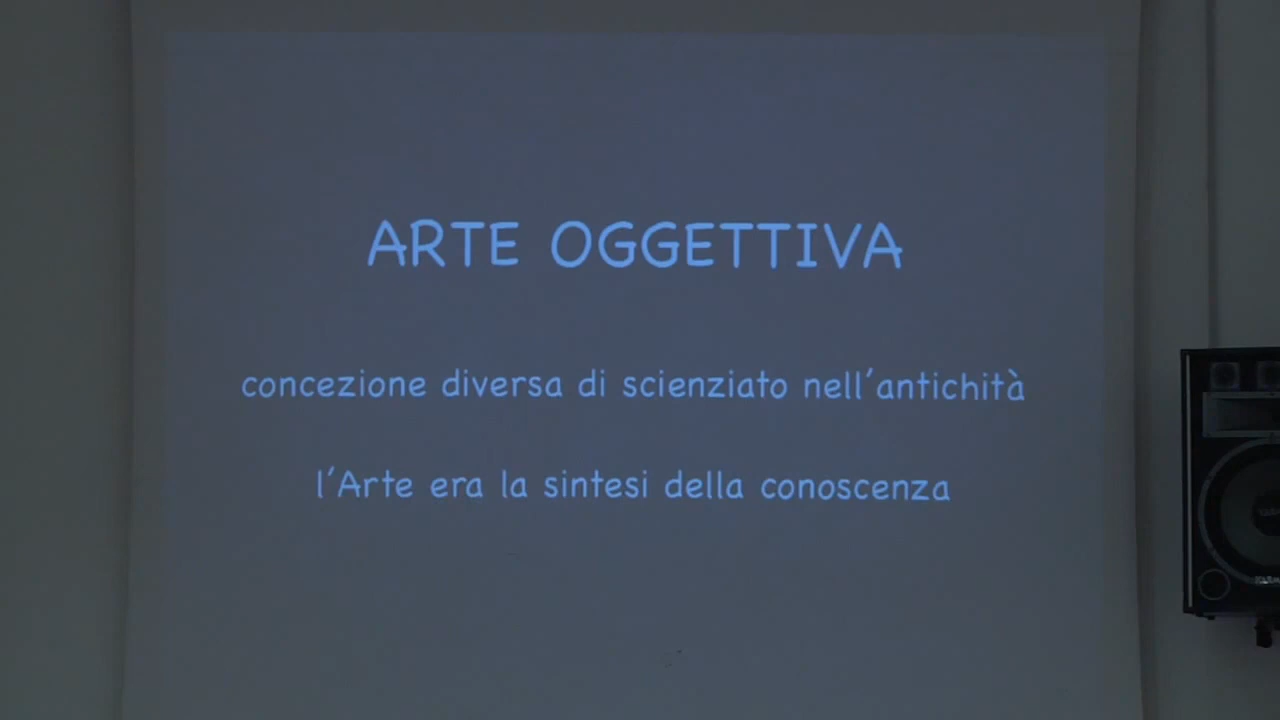 ARTE OGGETTIVA
concezione diversa di scienziato nell'antichità
l'Arte era la sintesi della conoscenza